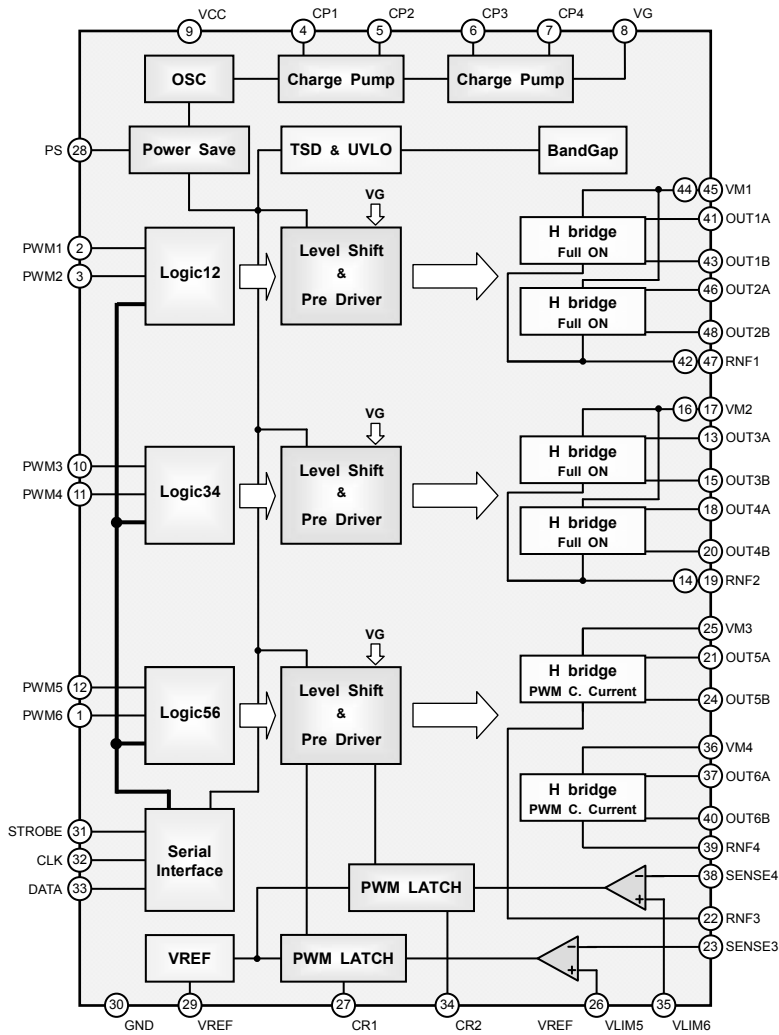 VCC
CP1
CP2
CP3
CP4
VG
9
4
5
6
7
8
OSC
Charge Pump
Charge Pump
PS
28
Power Save
TSD & UVLO
BandGap
VG
44
45
VM1
PWM1
2
PWM2
3
Logic12
Level Shift
&
Pre Driver
H bridge
Full ON
41
OUT1A
43
OUT1B
H bridge
Full ON
46
OUT2A
48
OUT2B
42
47
RNF1
VG
16
17
VM2
PWM3
10
PWM4
11
Logic34
Level Shift
&
Pre Driver
H bridge
Full ON
13
OUT3A
15
OUT3B
H bridge
Full ON
18
OUT4A
20
OUT4B
14
19
RNF2
VG
25
VM3
PWM5
12
PWM6
1
Logic56
Level Shift
&
Pre Driver
H bridge
PWM C. Current
21
OUT5A
24
OUT5B
36
VM4
H bridge
PWM C. Current
37
OUT6A
40
OUT6B
39
RNF4
STROBE
31
CLK
32
DATA
33
Serial
Interface
PWM LATCH
-
+
38
SENSE4
22
RNF3
VREF
PWM LATCH
-
+
23
SENSE3
30
29
27
34
26
35
GND
VREF
CR1
CR2
VREF
VLIM5
VLIM6